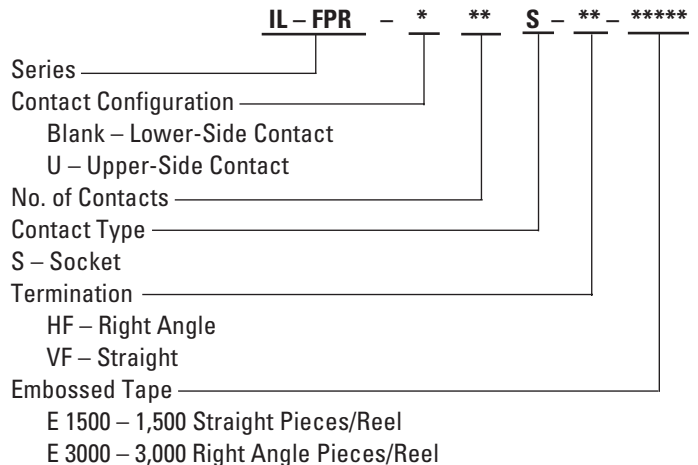 IL – FPR – * ** S – ** – *****
Series
Contact Configuration
Blank – Lower-Side Contact
U – Upper-Side Contact
No. of Contacts
Contact Type
S – Socket
Termination
HF – Right Angle
VF – Straight
Embossed Tape
E 1500 – 1,500 Straight Pieces/Reel
E 3000 – 3,000 Right Angle Pieces/Reel